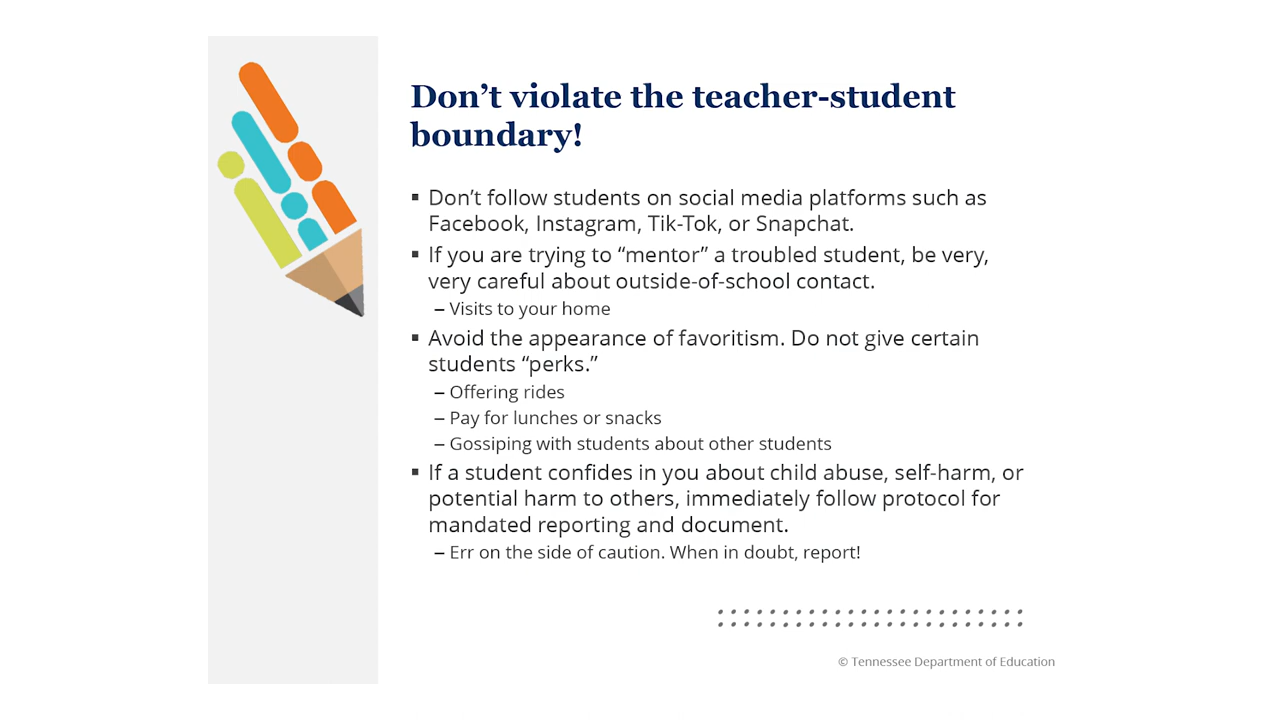 Don’t violate the teacher-student
boundary!
▪ Don’t follow students on social media platforms such as
Facebook, Instagram, Tik-Tok, or Snapchat.
▪ If you are trying to “mentor” a troubled student, be very,
very careful about outside-of-school contact.
– Visits to your home
▪ Avoid the appearance of favoritism. Do not give certain
students “perks.”
– Offering rides
– Pay for lunches or snacks
– Gossiping with students about other students
▪ If a student confides in you about child abuse, self-harm, or
potential harm to others, immediately follow protocol for
mandated reporting and document.
– Err on the side of caution. When in doubt, report!
© Tennessee Department of Education